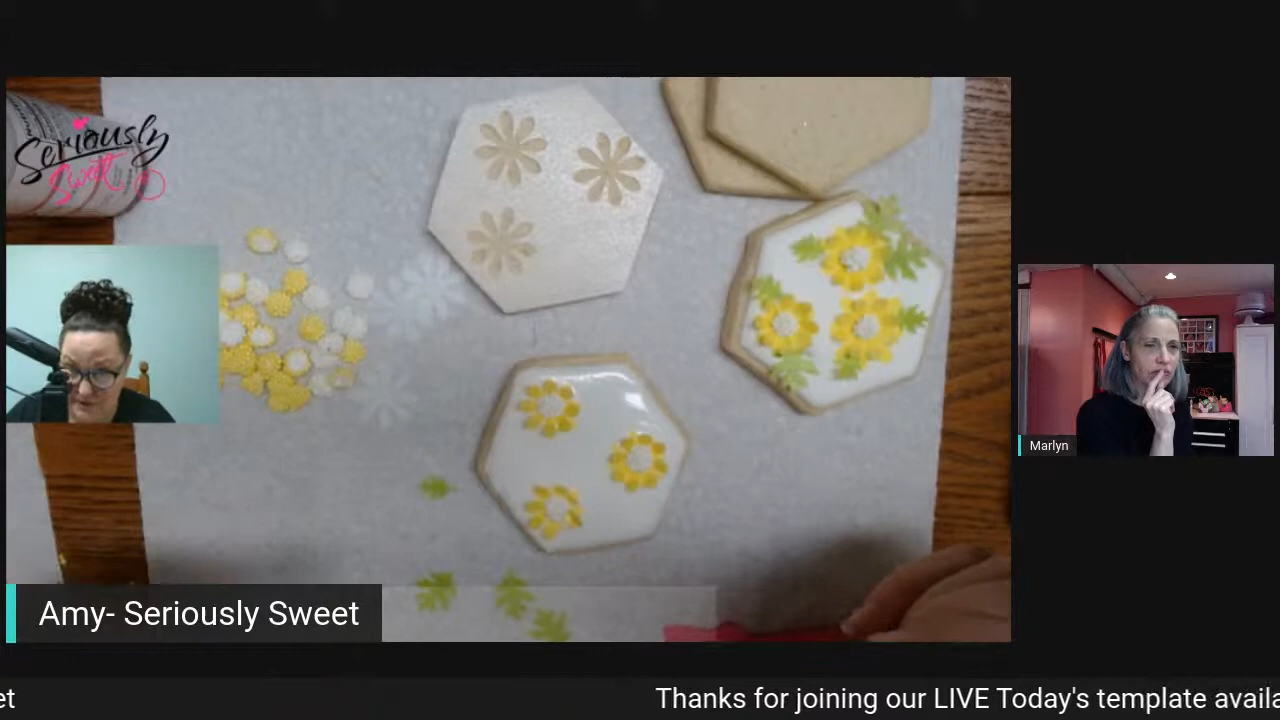 Seriously
Sweet
Marlyn
Amy- Seriously Sweet
et
Thanks for joining our LIVE Today's template availa